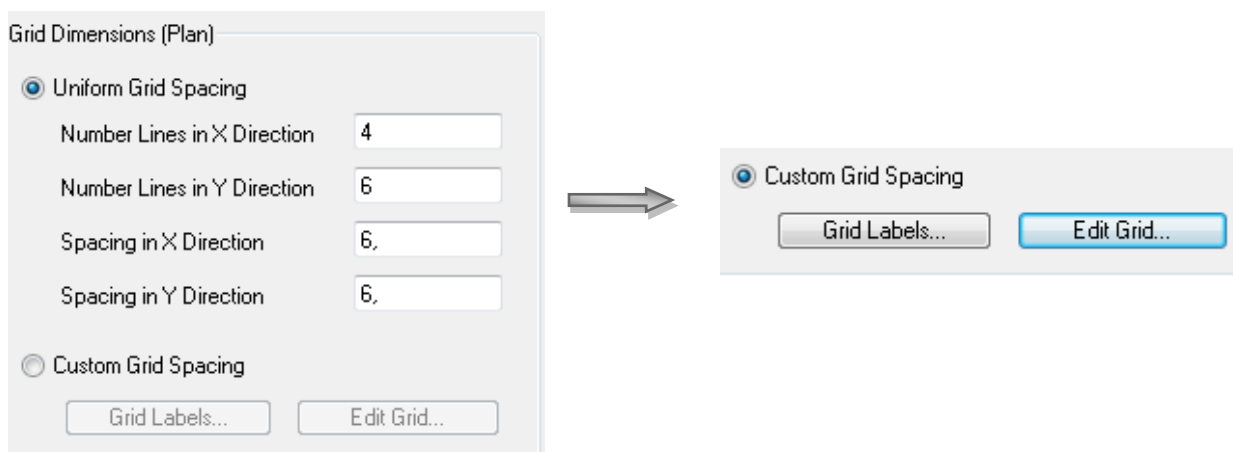 Grid Dimensions (Plan)
Uniform Grid Spacing
Number Lines in X Direction 4
Number Lines in Y Direction 6
Spacing in X Direction 6,
Spacing in Y Direction 6,
Custom Grid Spacing
Grid Labels... Edit Grid...
Custom Grid Spacing
Grid Labels... Edit Grid...